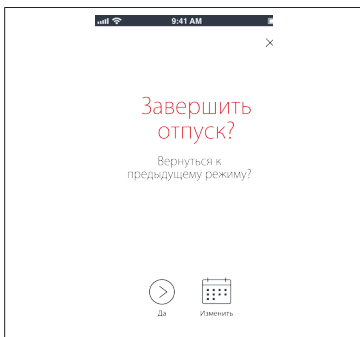 9:41 AM
Завершить
отпуск?
Вернуться к
предыдущему режиму?
Да
Изменить